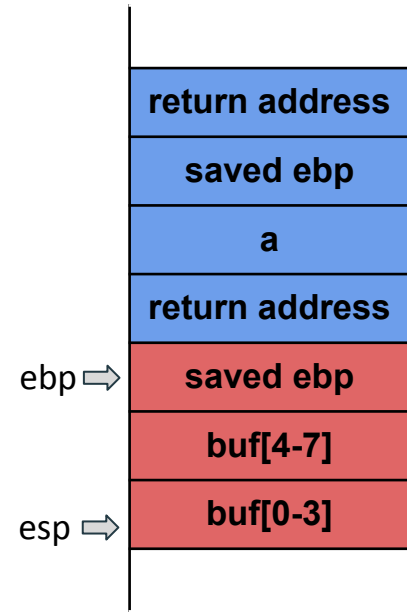 return address
saved ebp
a
return address
ebp
saved ebp
buf[4-7]
esp
buf[0-3]